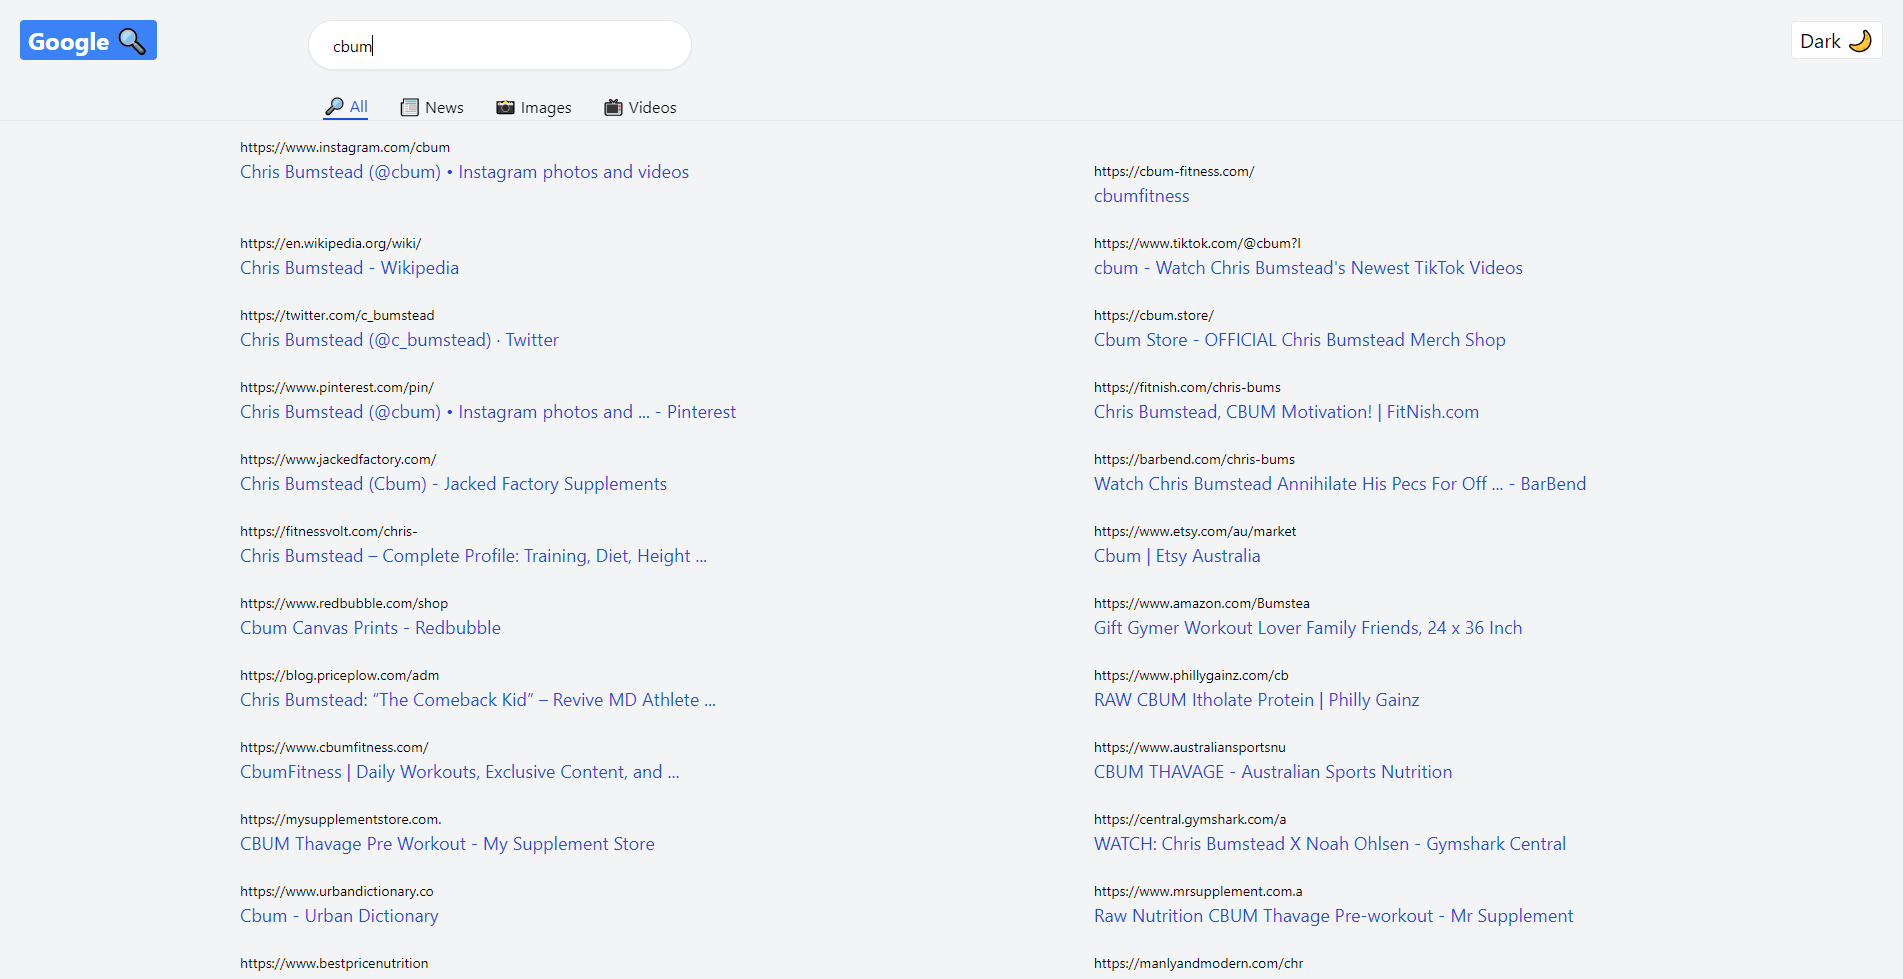 Google
cbum
Dark
All
News
Images
Videos
https://www.instagram.com/cbum
Chris Bumstead (@cbum) • Instagram photos and videos
https://cbum-fitness.com/
cbumfitness
https://en.wikipedia.org/wiki/
Chris Bumstead - Wikipedia
https://www.tiktok.com/@cbum?l
cbum - Watch Chris Bumstead's Newest TikTok Videos
https://twitter.com/c_bumstead
Chris Bumstead (@c_bumstead) · Twitter
https://cbum.store/
Cbum Store - OFFICIAL Chris Bumstead Merch Shop
https://www.pinterest.com/pin/
Chris Bumstead (@cbum) • Instagram photos and ... - Pinterest
https://fitnish.com/chris-bums
Chris Bumstead, CBUM Motivation! | FitNish.com
https://www.jackedfactory.com/
Chris Bumstead (Cbum) - Jacked Factory Supplements
https://barbend.com/chris-bums
Watch Chris Bumstead Annihilate His Pecs For Off ... - BarBend
https://fitnessvolt.com/chris-
Chris Bumstead – Complete Profile: Training, Diet, Height ...
https://www.etsy.com/au/market
Cbum | Etsy Australia
https://www.redbubble.com/shop
Cbum Canvas Prints - Redbubble
https://www.amazon.com/Bumstea
Gift Gymer Workout Lover Family Friends, 24 x 36 Inch
https://blog.priceplow.com/adm
Chris Bumstead: “The Comeback Kid” – Revive MD Athlete ...
https://www.phillygainz.com/cb
RAW CBUM Itholate Protein | Philly Gainz
https://www.cbumfitness.com/
CbumFitness | Daily Workouts, Exclusive Content, and ...
https://www.australiansportsnu
CBUM THAVAGE - Australian Sports Nutrition
https://mysupplementstore.com.
CBUM Thavage Pre Workout - My Supplement Store
https://central.gymshark.com/a
WATCH: Chris Bumstead X Noah Ohlsen - Gymshark Central
https://www.urbandictionary.co
Cbum - Urban Dictionary
https://www.mrsupplement.com.a
Raw Nutrition CBUM Thavage Pre-workout - Mr Supplement
https://www.bestpricenutrition
https://manlyandmodern.com/chr